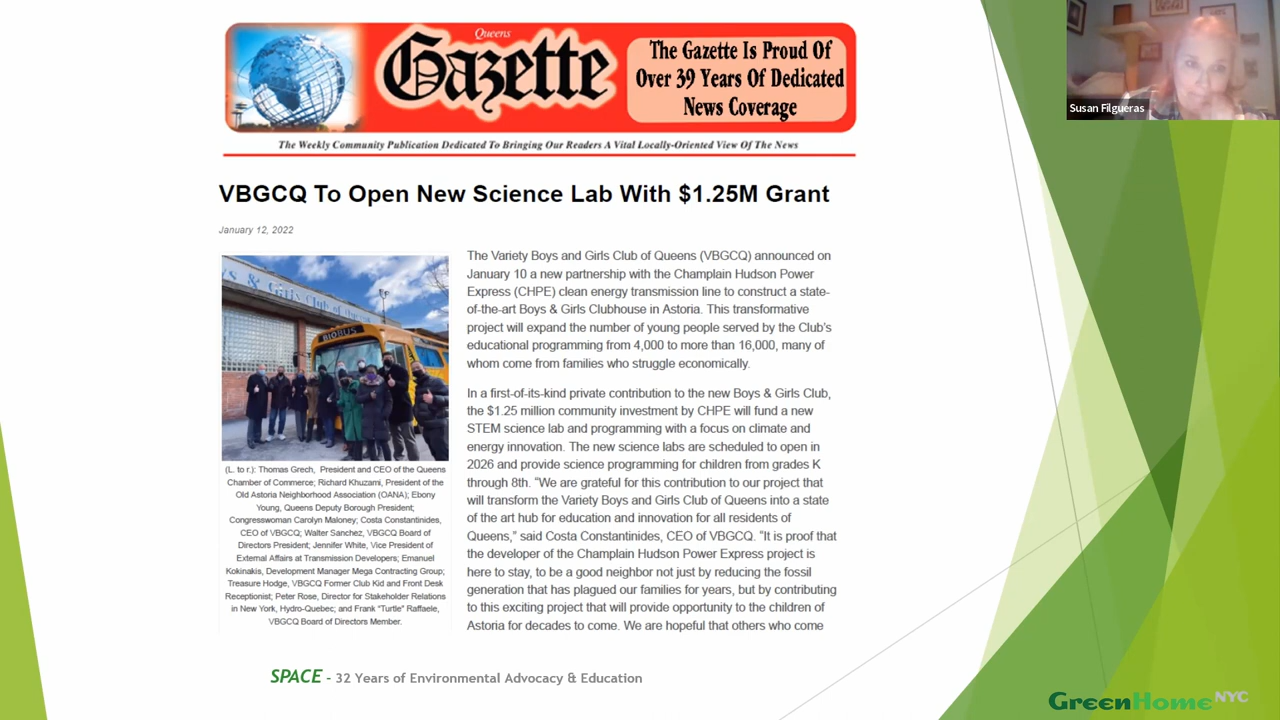 Queens
Gazette
The Gazette Is Proud Of
Over 39 Years Of Dedicated
News Coverage
The Weekly Community Publication Dedicated To Bringing Our Readers A Vital Locally-Oriented View Of The News
Susan Filgueras
VBGCQ To Open New Science Lab With $1.25M Grant
January 12, 2022
s & Girls Club of Queens
BIOBUS
(L. to r.): Thomas Grech, President and CEO of the Queens
Chamber of Commerce; Richard Khuzami, President of the
Old Astoria Neighborhood Association (OANA); Ebony
Young, Queens Deputy Borough President;
Congresswoman Carolyn Maloney; Costa Constantinides,
CEO of VBGCQ; Walter Sanchez, VBGCQ Board of
Directors President; Jennifer White, Vice President of
External Affairs at Transmission Developers; Emanuel
Kokinakis, Development Manager Mega Contracting Group;
Treasure Hodge, VBGCQ Former Club Kid and Front Desk
Receptionist; Peter Rose, Director for Stakeholder Relations
in New York, Hydro-Quebec; and Frank "Turtle" Raffaele,
VBGCQ Board of Directors Member.
The Variety Boys and Girls Club of Queens (VBGCQ) announced on
January 10 a new partnership with the Champlain Hudson Power
Express (CHPE) clean energy transmission line to construct a state-
of-the-art Boys & Girls Clubhouse in Astoria. This transformative
project will expand the number of young people served by the Club's
educational programming from 4,000 to more than 16,000, many of
whom come from families who struggle economically.
In a first-of-its-kind private contribution to the new Boys & Girls Club,
the $1.25 million community investment by CHPE will fund a new
STEM science lab and programming with a focus on climate and
energy innovation. The new science labs are scheduled to open in
2026 and provide science programming for children from grades K
through 8th. "We are grateful for this contribution to our project that
will transform the Variety Boys and Girls Club of Queens into a state
of the art hub for education and innovation for all residents of
Queens," said Costa Constantinides, CEO of VBGCQ. "It is proof that
the developer of the Champlain Hudson Power Express project is
here to stay, to be a good neighbor not just by reducing the fossil
generation that has plagued our families for years, but by contributing
to this exciting project that will provide opportunity to the children of
Astoria for decades to come. We are hopeful that others who come
SPACE - 32 Years of Environmental Advocacy & Education
GreenHomeNYC